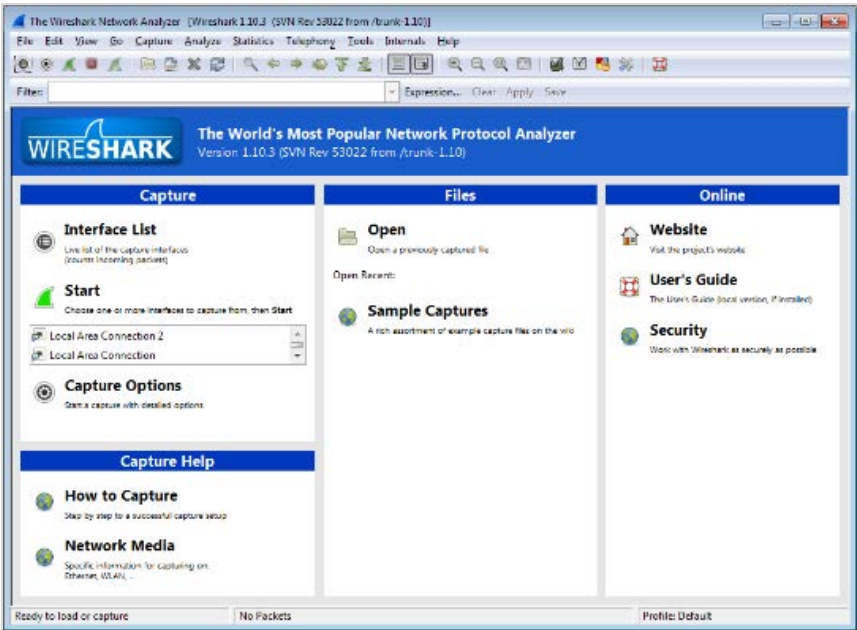 The Wireshark Network Analyzer [Wireshark 1.10.3 (SVN Rev 53022 from /trunk-1.10)]
File Edit View Go Capture Analyze Statistics Telephony Tools Internals Help
Filter: Expression... Clear Apply Save
WIRESHARK
The World's Most Popular Network Protocol Analyzer
Version 1.10.3 (SVN Rev 53022 from /trunk-1.10)
Capture
Interface List
Live list of the capture interfaces
(counts incoming packets)
Start
Choose one or more interfaces to capture from, then Start
Local Area Connection 2
Local Area Connection
Capture Options
Start a capture with detailed options
Capture Help
How to Capture
Step by step to a successful capture setup
Network Media
Specific information for capturing on:
Ethernet, WLAN, ...
Files
Open
Open a previously captured file
Open Recent:
Sample Captures
A rich assortment of example capture files on the wiki
Online
Website
Visit the project's website
User's Guide
The User's Guide (local version, if installed)
Security
Work with Wireshark as securely as possible
Ready to load or capture
No Packets
Profile: Default